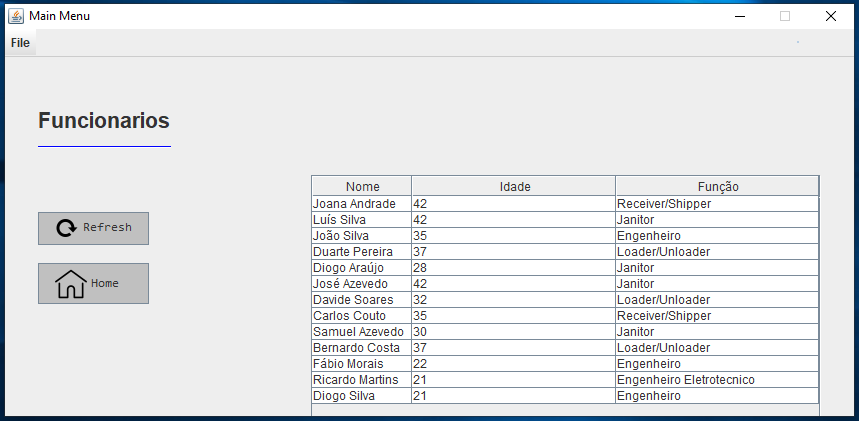 Main Menu
File
Funcionarios
Refresh
Home
Nome Idade Função
Joana Andrade 42 Receiver/Shipper
Luís Silva 42 Janitor
João Silva 35 Engenheiro
Duarte Pereira 37 Loader/Unloader
Diogo Araújo 28 Janitor
José Azevedo 42 Janitor
Davide Soares 32 Loader/Unloader
Carlos Couto 35 Receiver/Shipper
Samuel Azevedo 30 Janitor
Bernardo Costa 37 Loader/Unloader
Fábio Morais 22 Engenheiro
Ricardo Martins 21 Engenheiro Eletrotecnico
Diogo Silva 21 Engenheiro